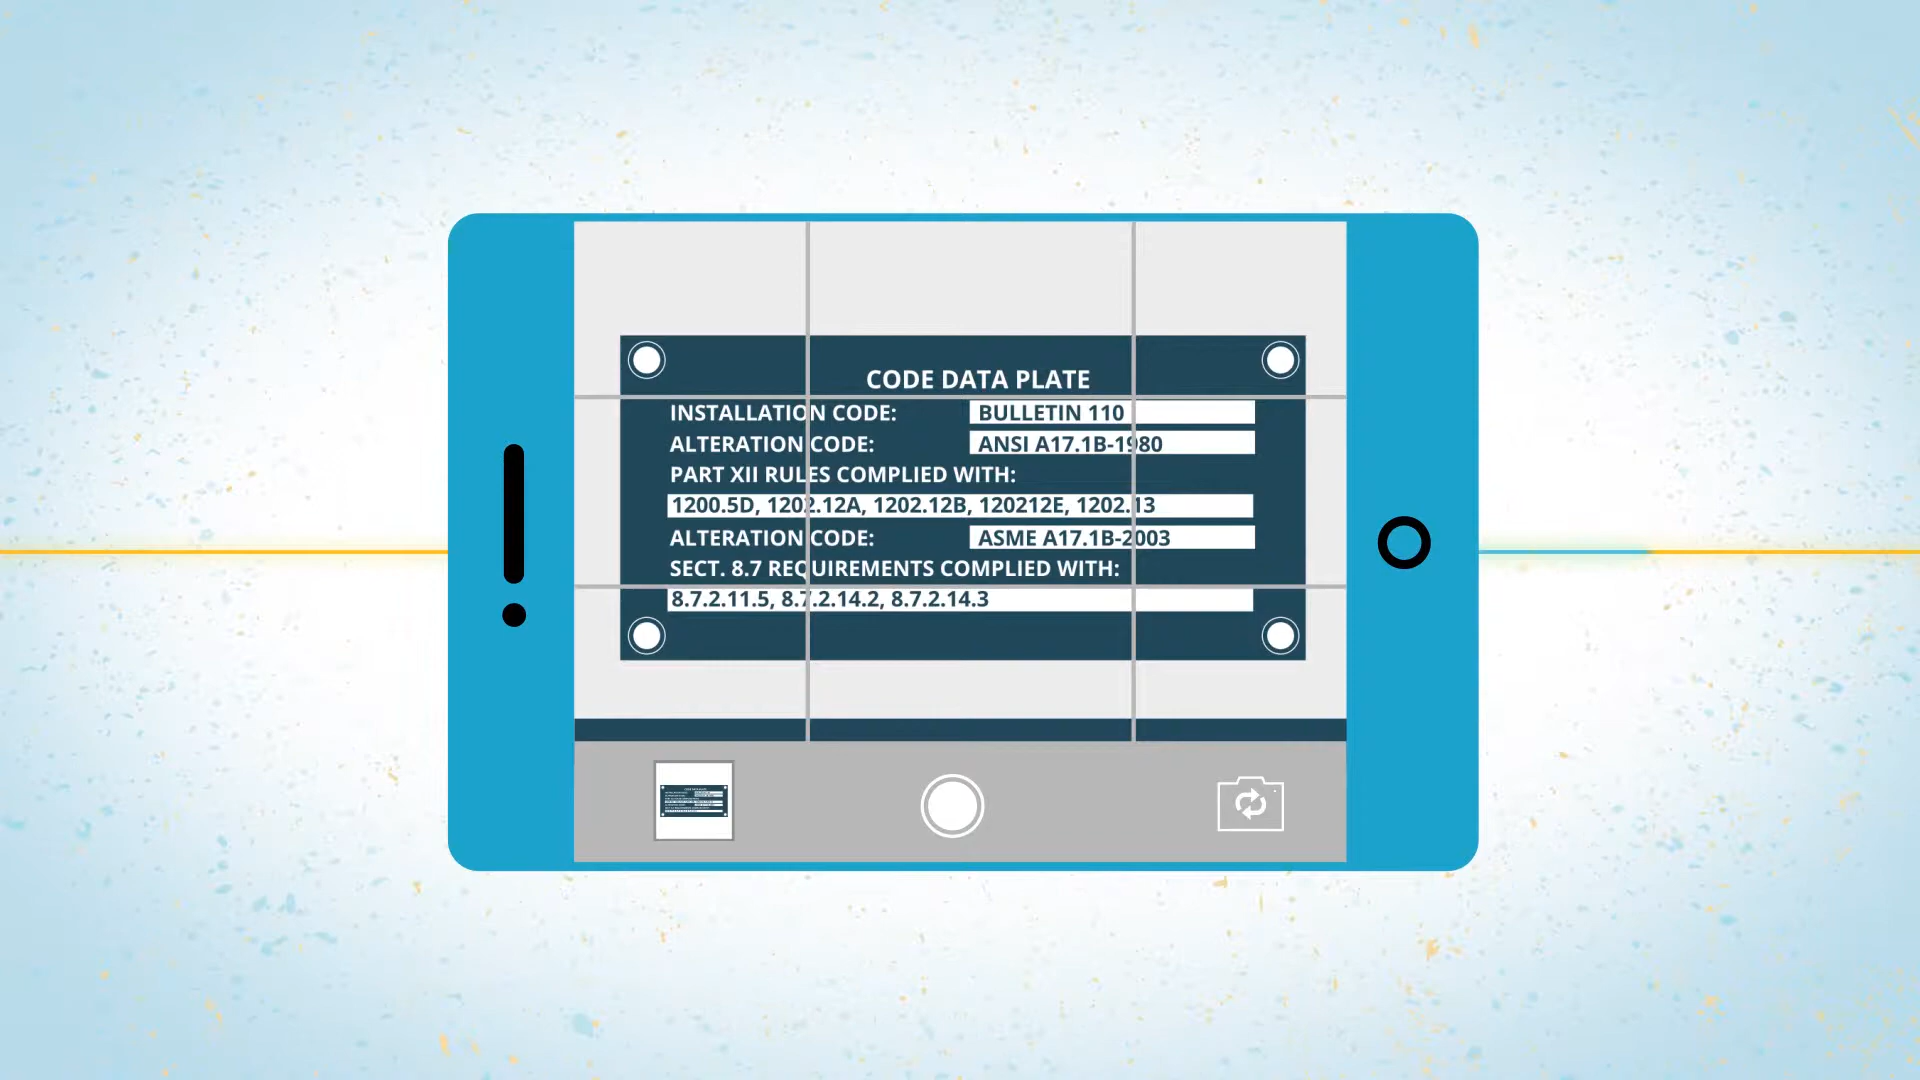 CODE DATA PLATE
INSTALLATION CODE: BULLETIN 110
ALTERATION CODE: ANSI A17.1B-1980
PART XII RULES COMPLIED WITH:
1200.5D, 1202.12A, 1202.12B, 120212E, 1202.13
ALTERATION CODE: ASME A17.1B-2003
SECT. 8.7 REQUIREMENTS COMPLIED WITH:
8.7.2.11.5, 8.7.2.14.2, 8.7.2.14.3